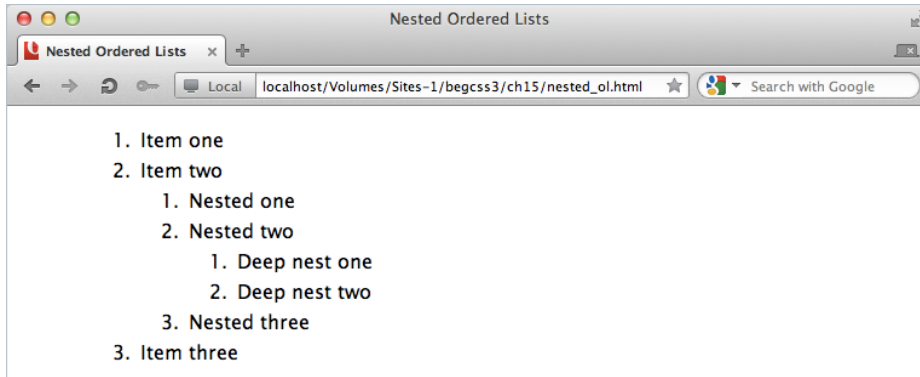 Nested Ordered Lists
Nested Ordered Lists
Local localhost/Volumes/Sites-1/begcss3/ch15/nested_ol.html Search with Google
1. Item one
2. Item two
1. Nested one
2. Nested two
1. Deep nest one
2. Deep nest two
3. Nested three
3. Item three